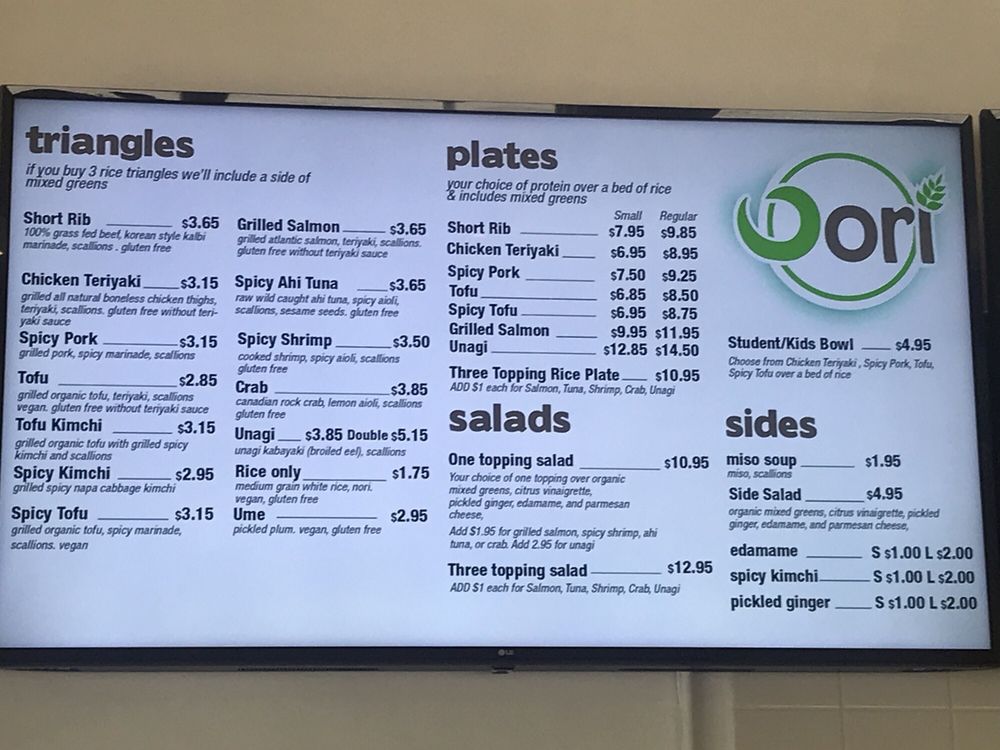 triangles
if you buy 3 rice triangles we'll include a side of
mixed greens
Short Rib $3.65
100% grass fed beef, korean style kalbi
marinade, scallions . gluten free
Chicken Teriyaki $3.15
grilled all natural boneless chicken thighs,
teriyaki, scallions. gluten free without teri-
yaki sauce
Spicy Pork $3.15
grilled pork, spicy marinade, scallions
Tofu $2.85
grilled organic tofu, teriyaki, scallions
vegan. gluten free without teriyaki sauce
Tofu Kimchi $3.15
grilled organic tofu with grilled spicy
kimchi and scallions
Spicy Kimchi $2.95
grilled spicy napa cabbage kimchi
Spicy Tofu $3.15
grilled organic tofu, spicy marinade,
scallions. vegan
Grilled Salmon $3.65
grilled atlantic salmon, teriyaki, scallions.
gluten free without teriyaki sauce
Spicy Ahi Tuna $3.65
raw wild caught ahi tuna, spicy aioli,
scallions, sesame seeds. gluten free
Spicy Shrimp $3.50
cooked shrimp, spicy aioli, scallions
gluten free
Crab $3.85
canadian rock crab, lemon aioli, scallions
gluten free
Unagi $3.85 Double $5.15
unagi kabayaki (broiled eel), scallions
Rice only $1.75
medium grain white rice, nori.
vegan, gluten free
Ume $2.95
pickled plum. vegan, gluten free
plates
your choice of protein over a bed of rice
& includes mixed greens
Small Regular
Short Rib $7.95 $9.85
Chicken Teriyaki $6.95 $8.95
Spicy Pork $7.50 $9.25
Tofu $6.85 $8.50
Spicy Tofu $6.95 $8.75
Grilled Salmon $9.95 $11.95
Unagi $12.85 $14.50
Three Topping Rice Plate $10.95
ADD $1 each for Salmon, Tuna, Shrimp, Crab, Unagi
salads
One topping salad $10.95
Your choice of one topping over organic
mixed greens, citrus vinaigrette,
pickled ginger, edamame, and parmesan
cheese,
Add $1.95 for grilled salmon, spicy shrimp, ahi
tuna, or crab. Add 2.95 for unagi
Three topping salad $12.95
ADD $1 each for Salmon, Tuna, Shrimp, Crab, Unagi
Oori
Student/Kids Bowl $4.95
Choose from Chicken Teriyaki , Spicy Pork, Tofu,
Spicy Tofu over a bed of rice
sides
miso soup $1.95
miso, scallions
Side Salad $4.95
organic mixed greens, citrus vinaigrette, pickled
ginger, edamame, and parmesan cheese,
edamame S $1.00 L $2.00
spicy kimchi S $1.00 L $2.00
pickled ginger S $1.00 L $2.00
LG